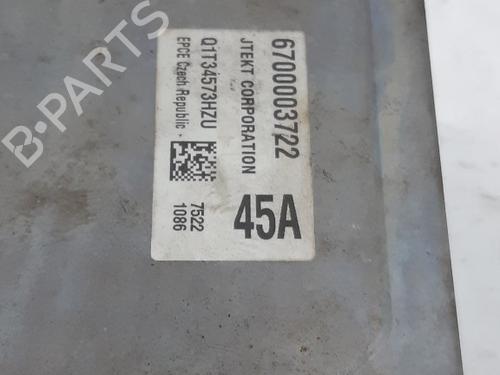 6700003722
JTEKT CORPORATION
Q1T34573HZU
EPCE Czech Republic
7522
1086
45A
B-PARTS